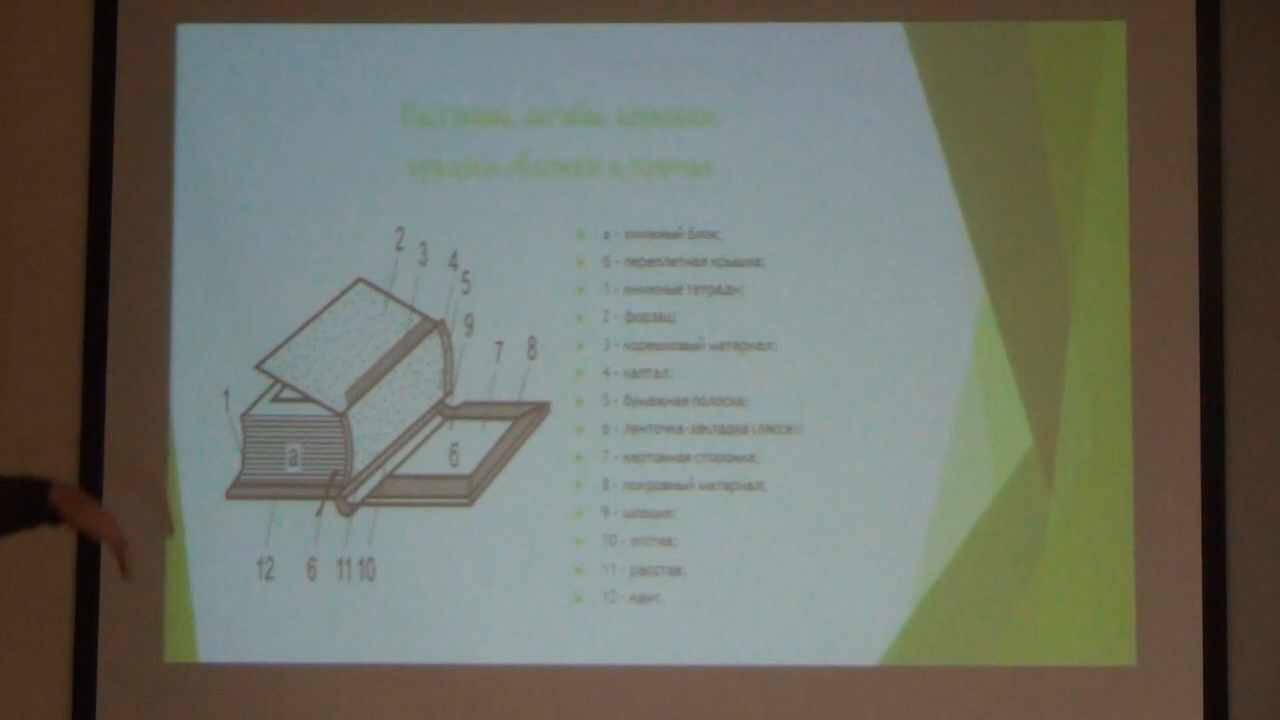 2
3
4
5
9
7
8
1
а
б
12
6
11 10
а - книжный блок;
б - переплетная крышка;
1 - книжные тетради;
2 - форзац;
3 - корешковый материал;
4 - каптал;
5 - бумажная полоска;
6 - ленточка-закладка (ляссе);
7 - картонная сторонка;
8 - покровный материал;
9 -
10 - отстав;
11 - расстав;
12 - кант.